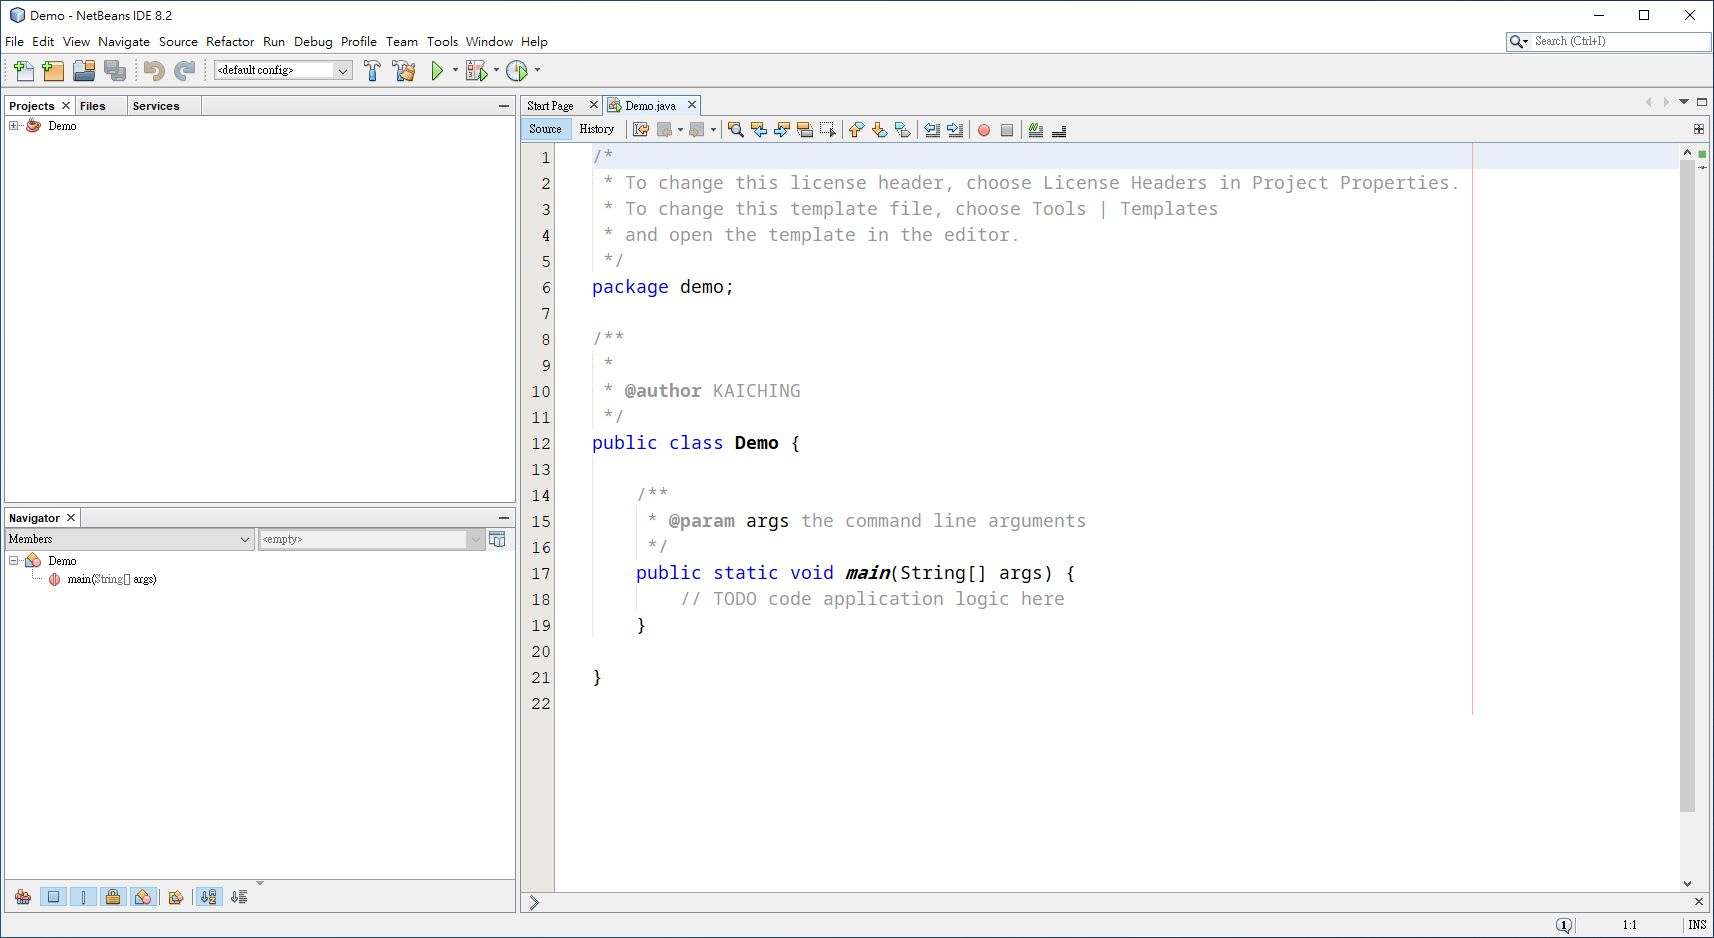 Demo - NetBeans IDE 8.2
File Edit View Navigate Source Refactor Run Debug Profile Team Tools Window Help
Search (Ctrl+I)
<default config>
Projects Files Services
Demo
Navigator
Members <empty>
Demo
main(String[] args)
Start Page Demo.java
Source History
1 /*
2 * To change this license header, choose License Headers in Project Properties.
3 * To change this template file, choose Tools | Templates
4 * and open the template in the editor.
5 */
6 package demo;
7
8 /**
9 *
10 * @author KAICHING
11 */
12 public class Demo {
13
14 /**
15 * @param args the command line arguments
16 */
17 public static void main(String[] args) {
18 // TODO code application logic here
19 }
20
21 }
22
1 1:1 INS